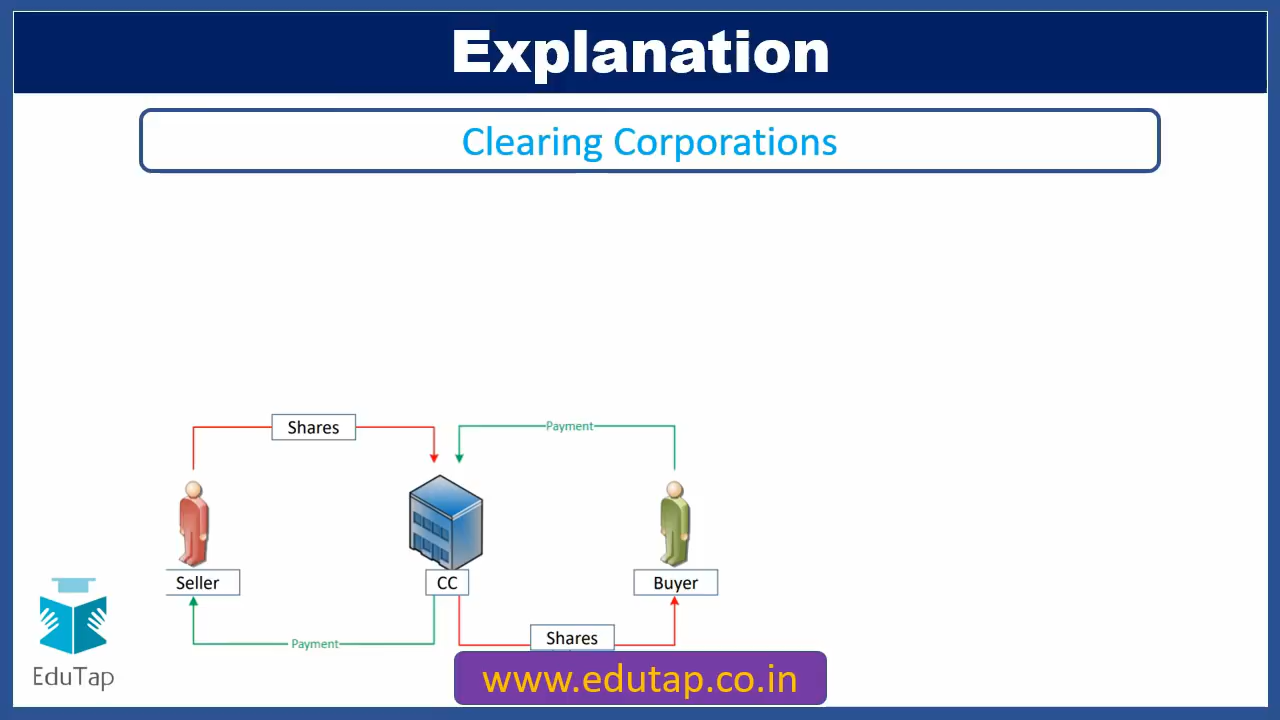 Explanation
Clearing Corporations
Shares
Payment
Seller
CC
Buyer
Payment
Shares
EduTap
www.edutap.co.in